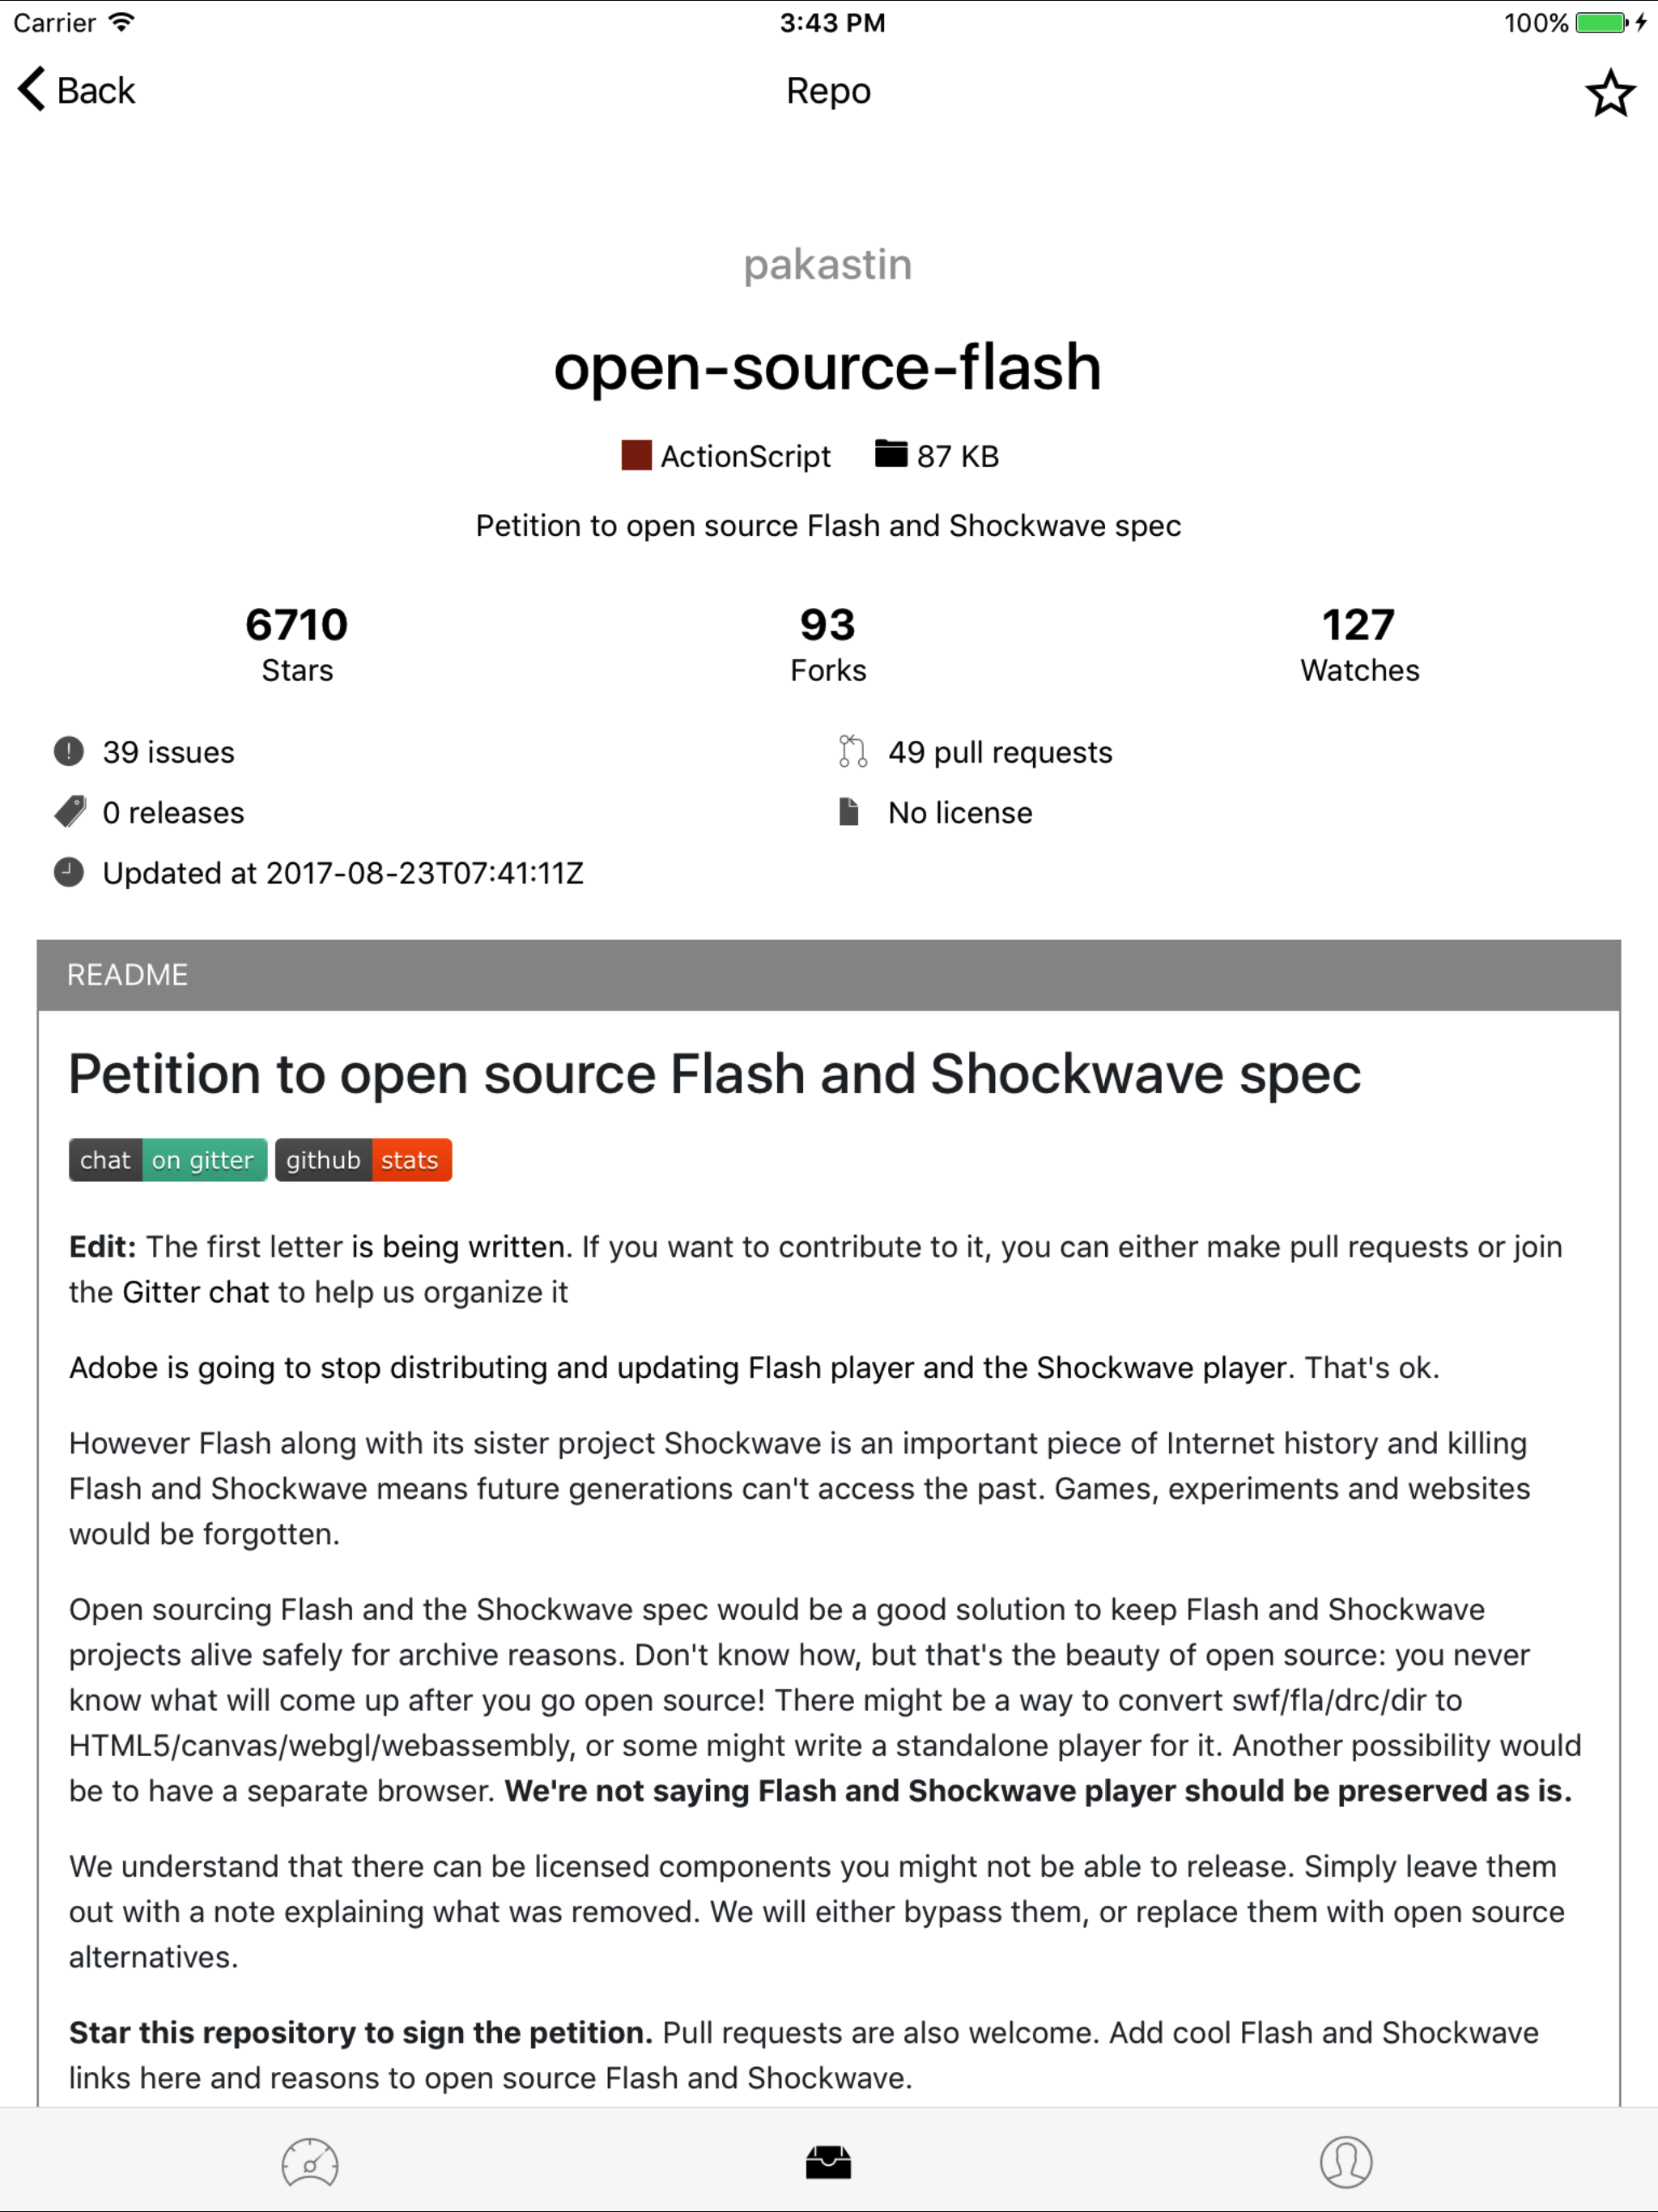 Carrier 3:43 PM 100%
Back Repo
pakastin
open-source-flash
ActionScript 87 KB
Petition to open source Flash and Shockwave spec
6710 93 127
Stars Forks Watches
39 issues 49 pull requests
0 releases No license
Updated at 2017-08-23T07:41:11Z
README
Petition to open source Flash and Shockwave spec
chat on gitter github stats
Edit: The first letter is being written. If you want to contribute to it, you can either make pull requests or join
the Gitter chat to help us organize it
Adobe is going to stop distributing and updating Flash player and the Shockwave player. That's ok.
However Flash along with its sister project Shockwave is an important piece of Internet history and killing
Flash and Shockwave means future generations can't access the past. Games, experiments and websites
would be forgotten.
Open sourcing Flash and the Shockwave spec would be a good solution to keep Flash and Shockwave
projects alive safely for archive reasons. Don't know how, but that's the beauty of open source: you never
know what will come up after you go open source! There might be a way to convert swf/fla/drc/dir to
HTML5/canvas/webgl/webassembly, or some might write a standalone player for it. Another possibility would
be to have a separate browser. We're not saying Flash and Shockwave player should be preserved as is.
We understand that there can be licensed components you might not be able to release. Simply leave them
out with a note explaining what was removed. We will either bypass them, or replace them with open source
alternatives.
Star this repository to sign the petition. Pull requests are also welcome. Add cool Flash and Shockwave
links here and reasons to open source Flash and Shockwave.